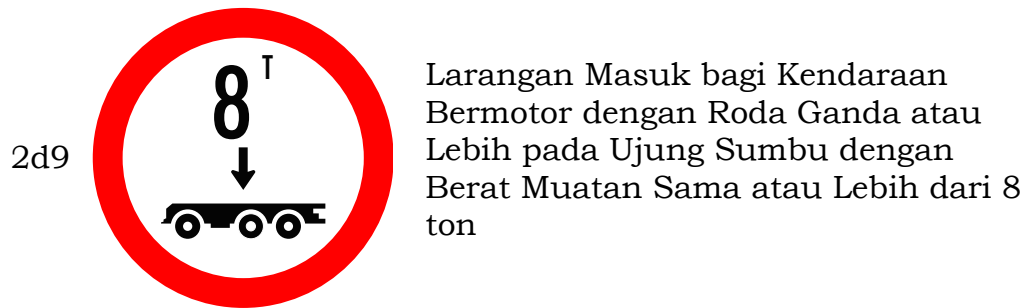 2d9
8 T
Larangan Masuk bagi Kendaraan
Bermotor dengan Roda Ganda atau
Lebih pada Ujung Sumbu dengan
Berat Muatan Sama atau Lebih dari 8
ton